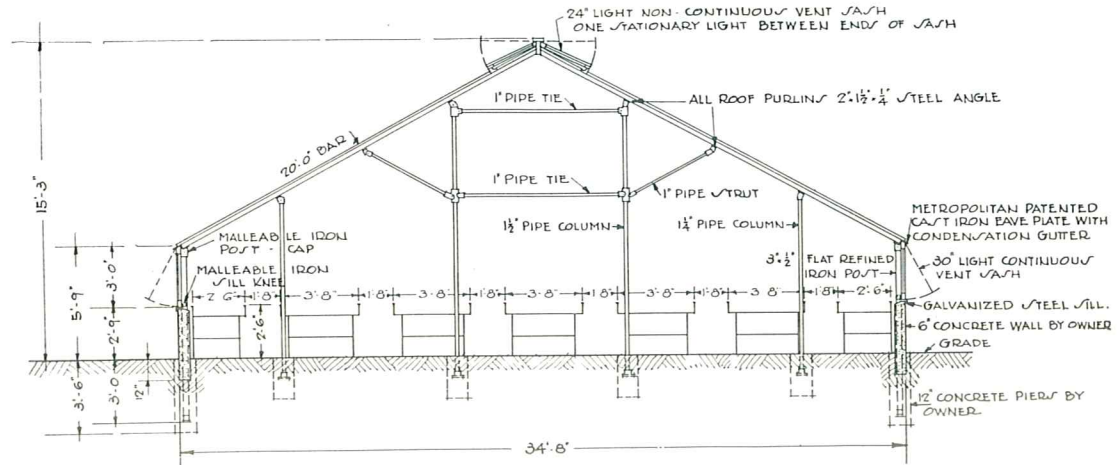 24" LIGHT NON-CONTINUOUS VENT SASH
ONE STATIONARY LIGHT BETWEEN ENDS OF SASH
1" PIPE TIE
ALL ROOF PURLINS 2"×1½"×¼" STEEL ANGLE
20'-0" BAR
15'-3"
1" PIPE TIE
1" PIPE STRUT
1½" PIPE COLUMN
1¼" PIPE COLUMN
METROPOLITAN PATENTED
CAST IRON EAVE PLATE WITH
CONDENSATION GUTTER
MALLEABLE IRON
POST-CAP
MALLEABLE IRON
SILL KNEE
3"×½" FLAT REFINED
IRON POST
30" LIGHT CONTINUOUS
VENT SASH
5'-9"
3'-0"
2'-9"
2'-6" 1'-8" 3'-8" 1'-8" 3'-8" 1'-8" 3'-8" 1'-8" 3'-8" 1'-8" 3'-8" 1'-8" 2'-6"
2'-6"
GALVANIZED STEEL SILL.
6" CONCRETE WALL BY OWNER
GRADE
3'-6"
3'-0"
12"
12" CONCRETE PIERS BY
OWNER
34'-8"